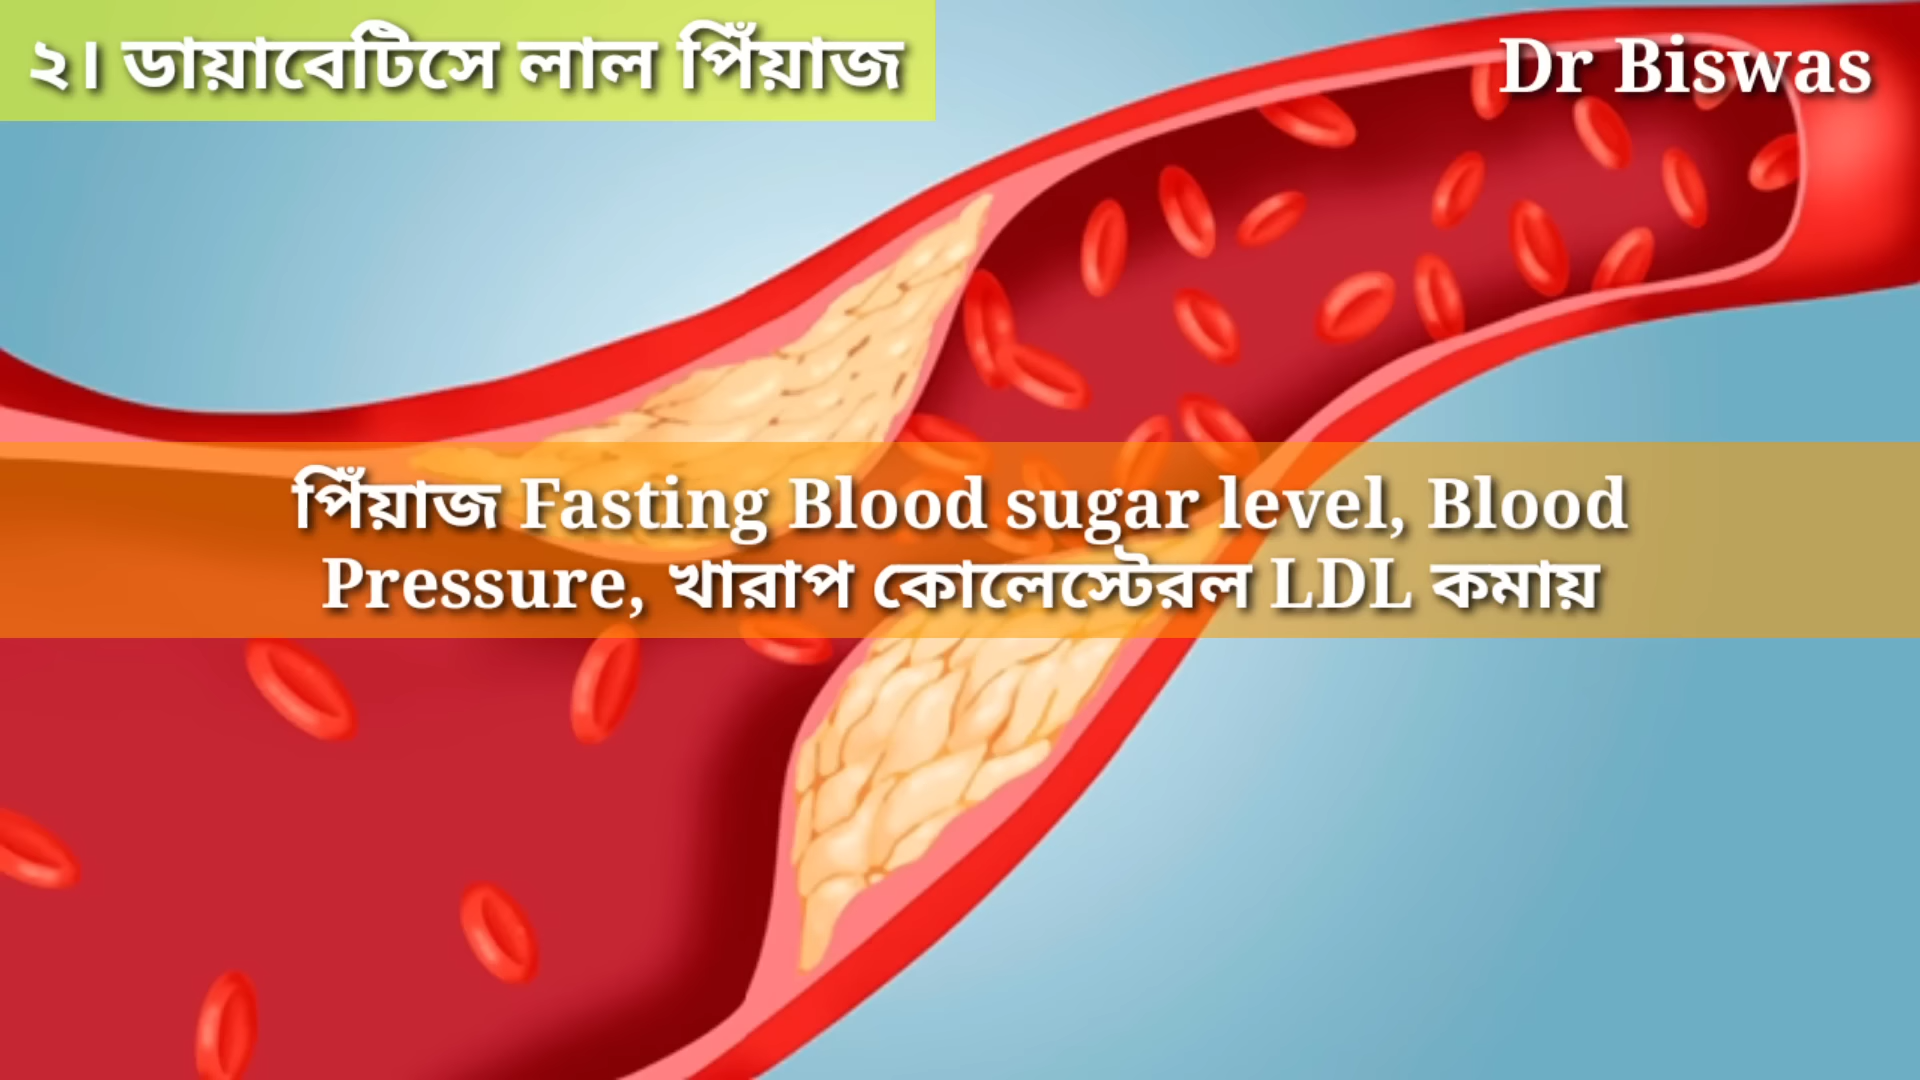 ২। ডায়াবেটিসে লাল পিঁয়াজ
Dr Biswas
পিঁয়াজ Fasting Blood sugar level, Blood
Pressure, খারাপ কোলেস্টেরল LDL কমায়